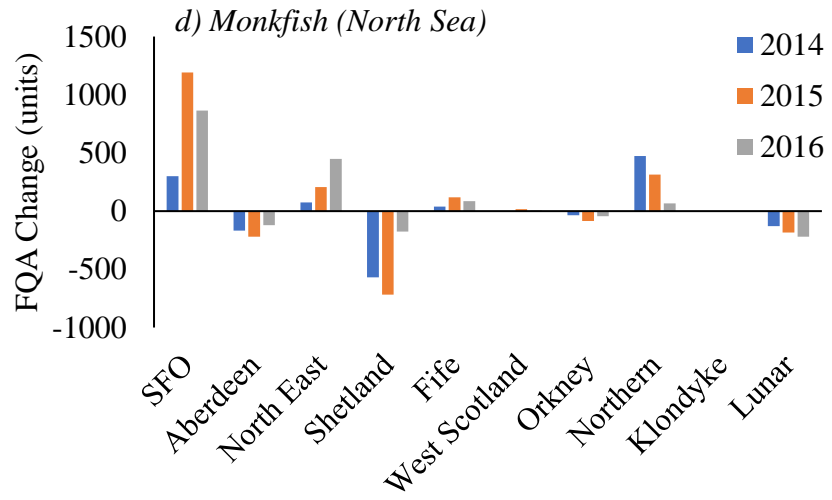 d) Monkfish (North Sea)
FQA Change (units)
1500
1000
500
0
-500
-1000
2014
2015
2016
SFO
Aberdeen
North East
Shetland
Fife
West Scotland
Orkney
Northern
Klondyke
Lunar